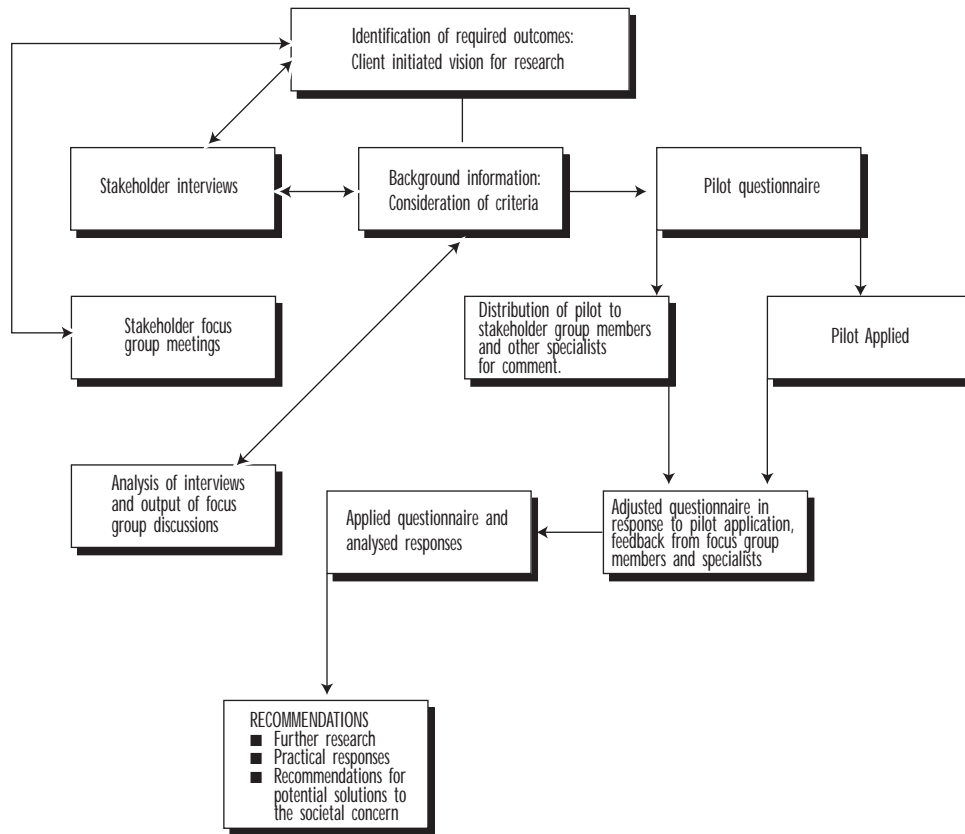 Identification of required outcomes:
Client initiated vision for research
Stakeholder interviews
Background information:
Consideration of criteria
Pilot questionnaire
Stakeholder focus
group meetings
Distribution of pilot to
stakeholder group members
and other specialists
for comment.
Pilot Applied
Analysis of interviews
and output of focus
group discussions
Applied questionnaire and
analysed responses
Adjusted questionnaire in
response to pilot application,
feedback from focus group
members and specialists
RECOMMENDATIONS
■ Further research
■ Practical responses
■ Recommendations for
potential solutions to
the societal concern